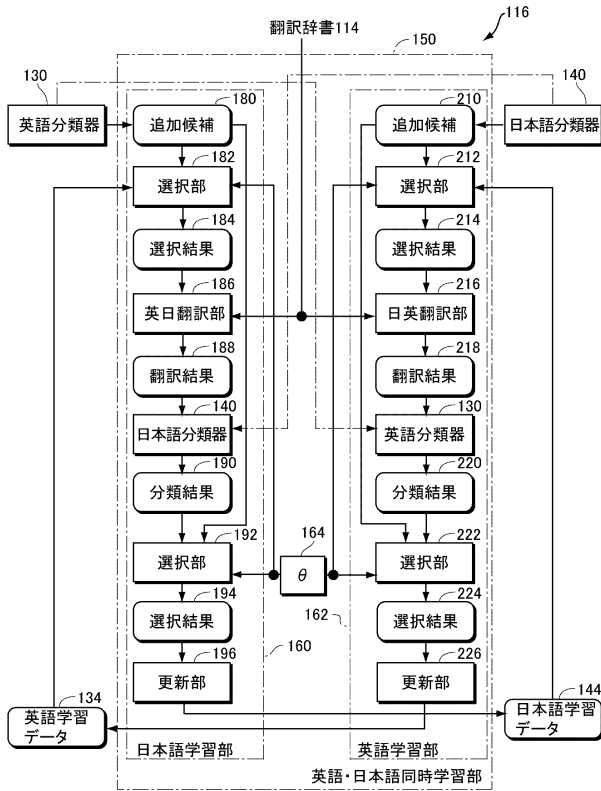 翻訳辞書114
150
116
130
英語分類器
180
追加候補
210
追加候補
140
日本語分類器
182
選択部
212
選択部
184
選択結果
214
選択結果
186
英日翻訳部
216
日英翻訳部
188
翻訳結果
218
翻訳結果
140
日本語分類器
130
英語分類器
190
分類結果
220
分類結果
192
選択部
164
θ
222
選択部
194
選択結果
162
224
選択結果
160
196
更新部
226
更新部
134
英語学習
データ
144
日本語学習
データ
日本語学習部
英語学習部
英語・日本語同時学習部